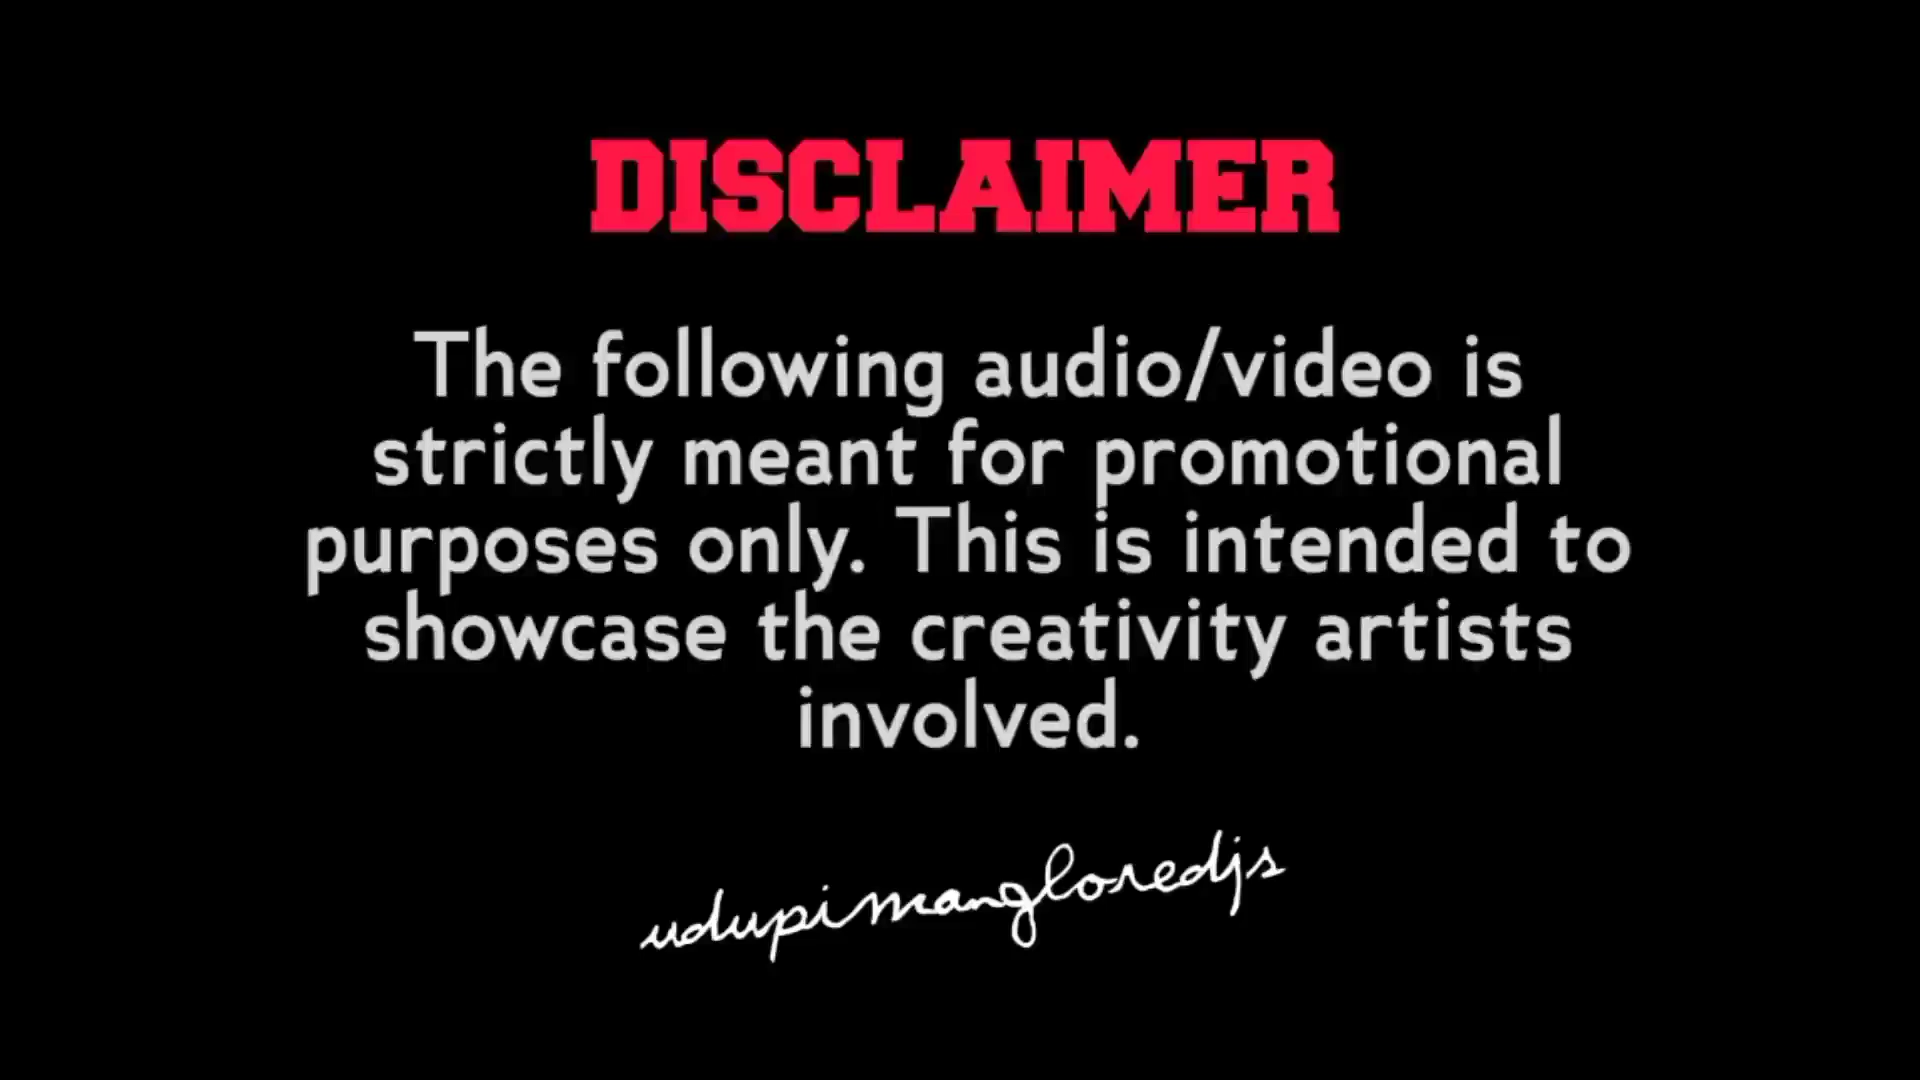 DISCLAIMER
The following audio/video is
strictly meant for promotional
purposes only. This is intended to
showcase the creativity artists
involved.
udupimangloredjs